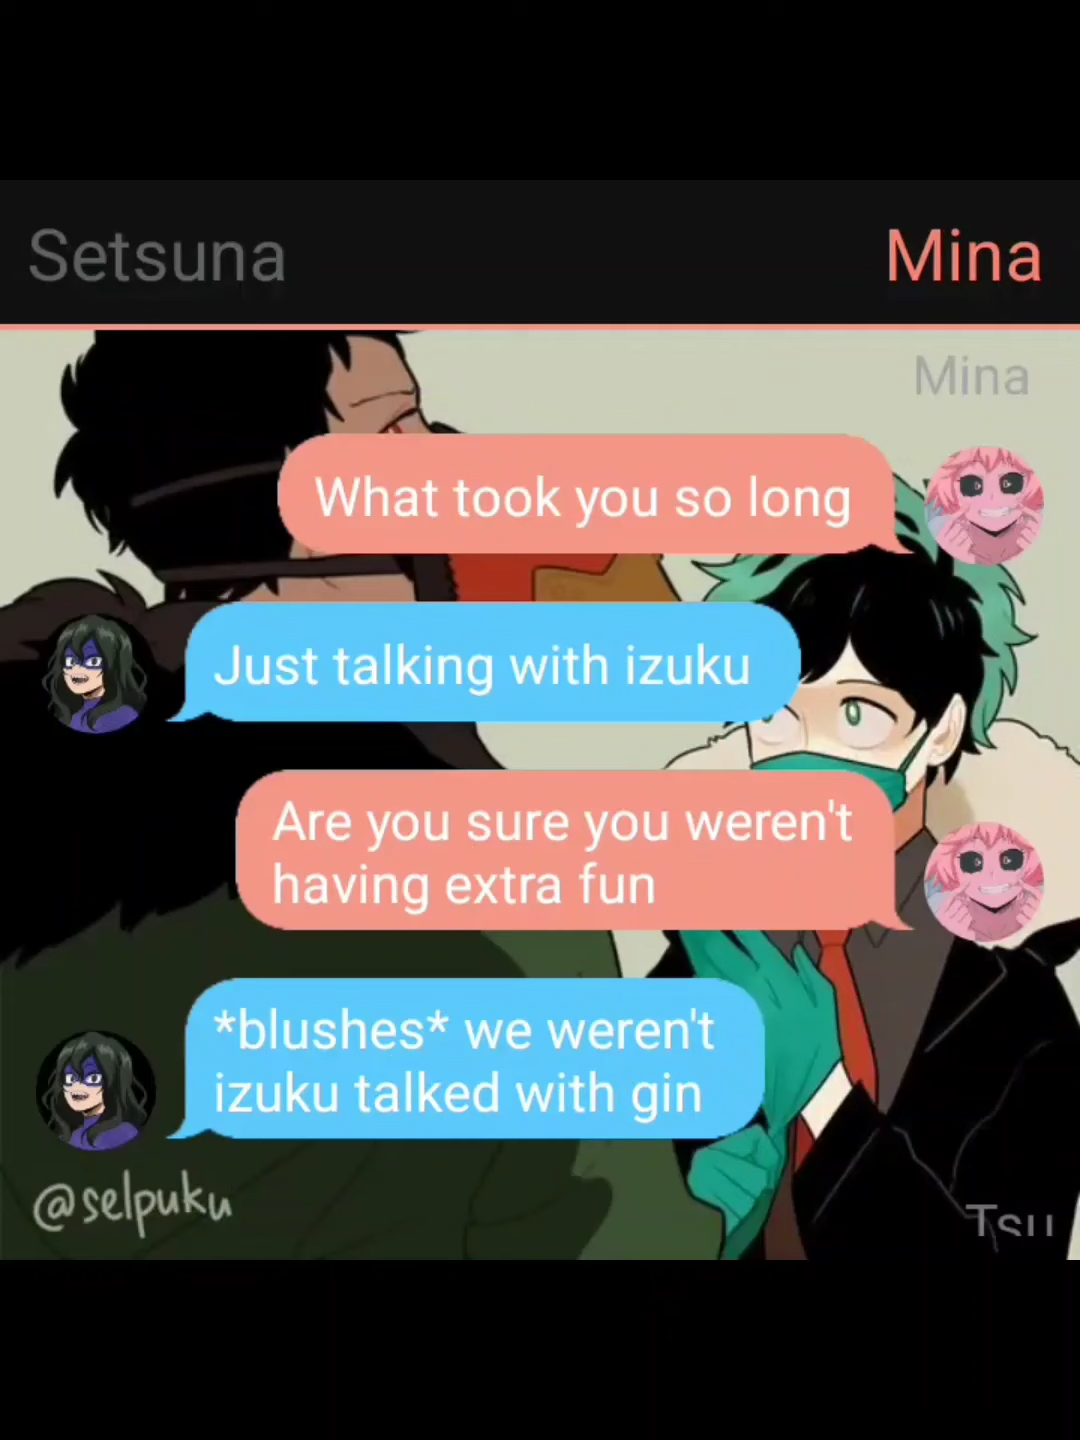 Setsuna
Mina
Mina
What took you so long
Just talking with izuku
Are you sure you weren't
having extra fun
*blushes* we weren't
izuku talked with gin
@selpuku
Tsu